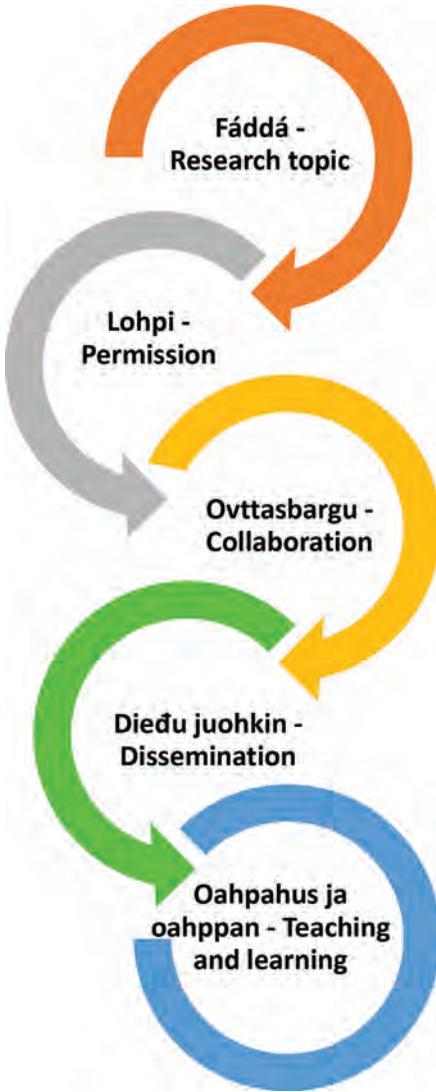 Fáddá -
Research topic
Lohpi -
Permission
Ovttasbargu -
Collaboration
Dieđu juohkin -
Dissemination
Oahpahus ja
oahppan - Teaching
and learning